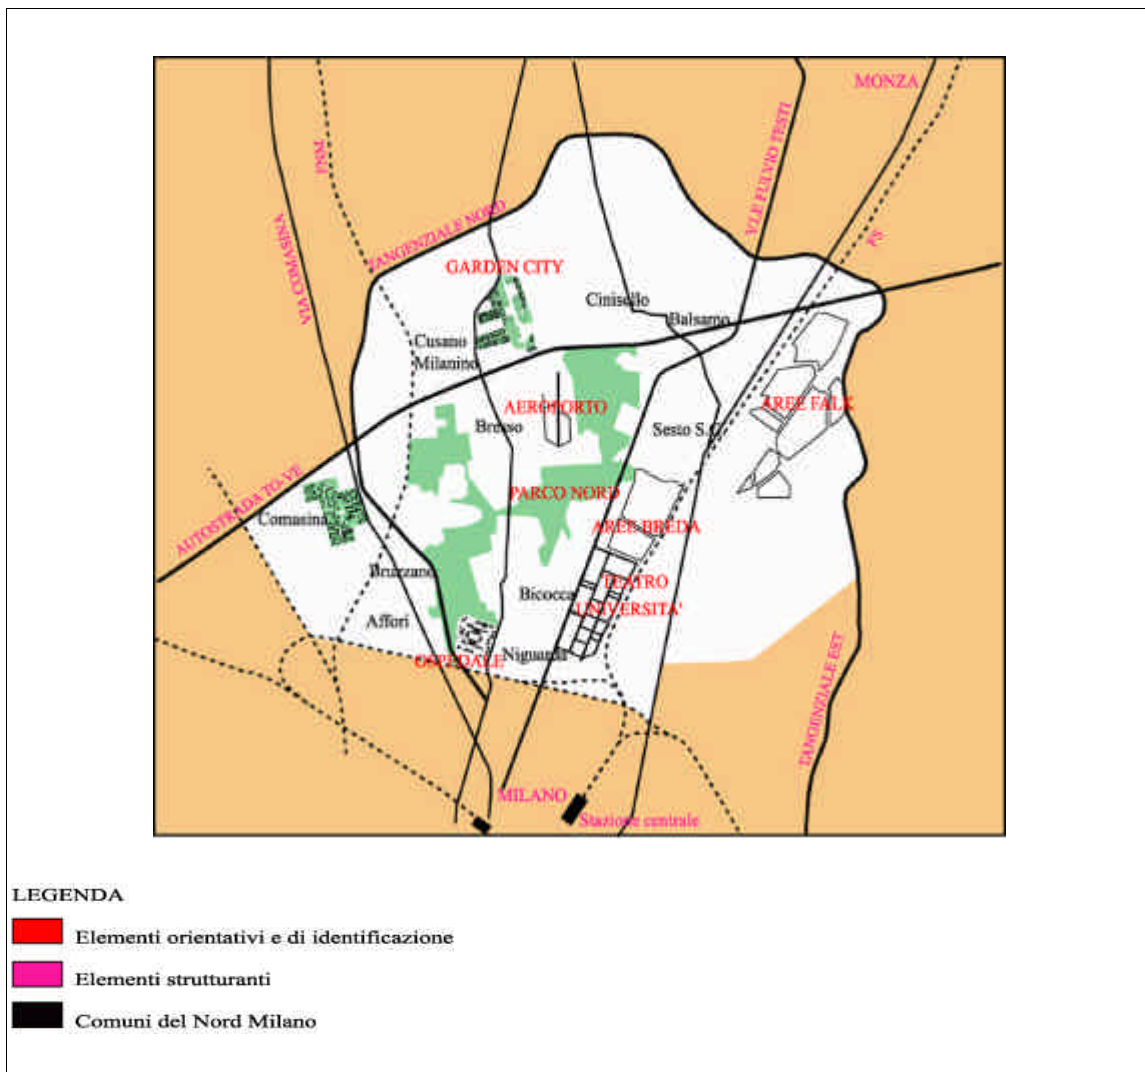 MONZA
FNM
V.LE FULVIO TESTI
VIA COMASINA
TANGENZIALE NORD
FS
GARDEN CITY
Cinisello
Balsamo
Cusano
Milanino
AEROPORTO
AREE FALK
Bresso
Sesto S.G.
PARCO NORD
AUTOSTRADA TO-VE
Comasina
AREE BREDA
Bruzzano
TEATRO
Bicocca
UNIVERSITA'
Affori
Niguarda
OSPEDALE
TANGENZIALE EST
MILANO
Stazione centrale
LEGENDA
Elementi orientativi e di identificazione
Elementi strutturanti
Comuni del Nord Milano